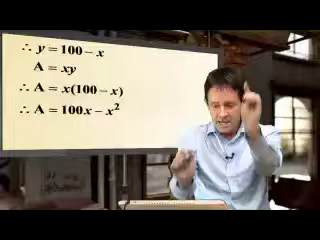 ∴ y = 100 – x
A = xy
∴ A = x(100 – x)
∴ A = 100x – x²